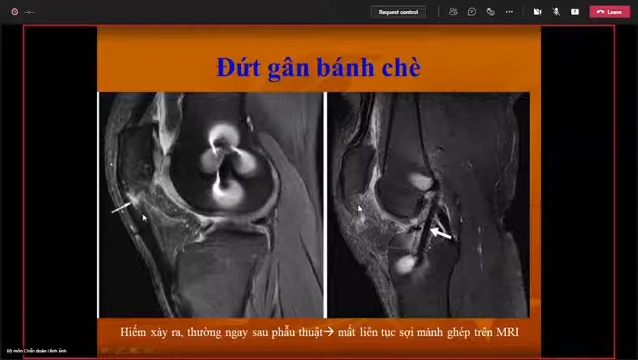 Request control
Leave
Đứt gân bánh chè
Hiếm xảy ra, thường ngay sau phẫu thuật→ mất liên tục sợi mảnh ghép trên MRI
Bộ môn Chẩn đoán Hình ảnh